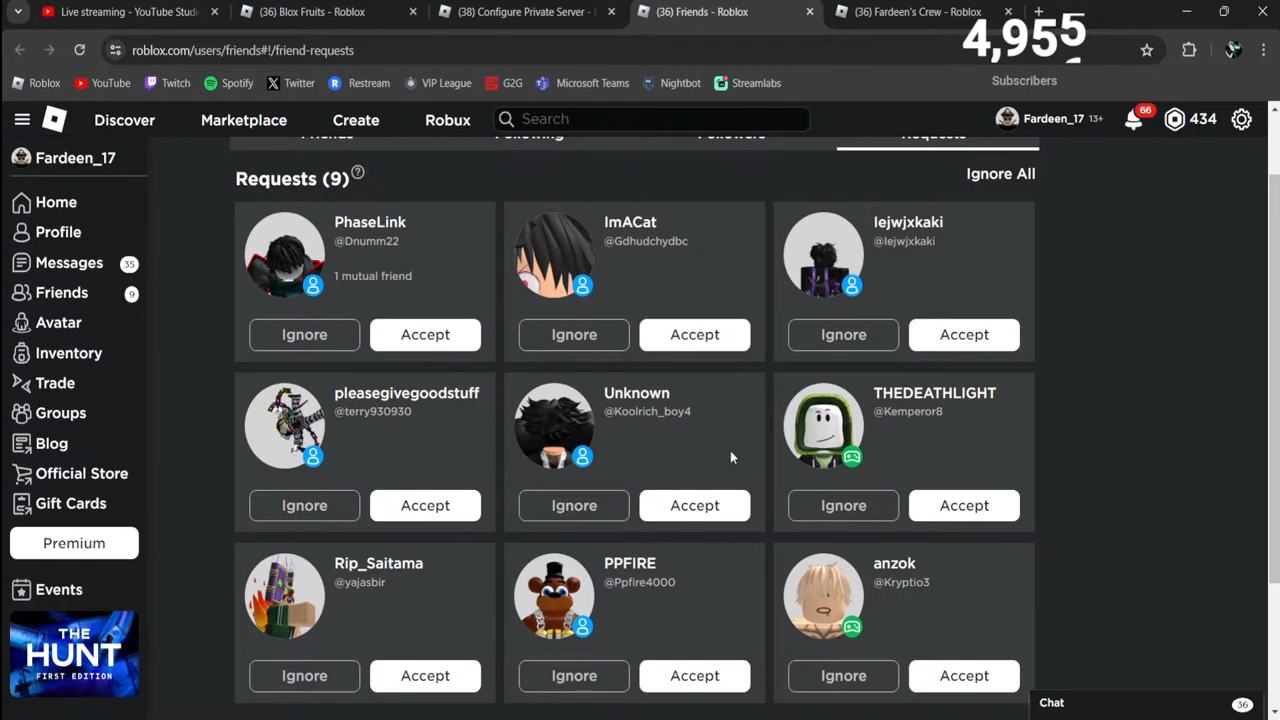 Live streaming - YouTube Studi
(36) Blox Fruits - Roblox
(38) Configure Private Server -
(36) Friends - Roblox
(36) Fardeen's Crew - Roblox
roblox.com/users/friends#!/friend-requests
4,955
Subscribers
Roblox YouTube Twitch Spotify Twitter Restream VIP League G2G Microsoft Teams Nightbot Streamlabs
Discover Marketplace Create Robux Search Fardeen_17 13+ 66 434
Friends Following Followers Requests
Fardeen_17
Home
Profile
Messages 35
Friends 9
Avatar
Inventory
Trade
Groups
Blog
Official Store
Gift Cards
Premium
Events
THE
HUNT
FIRST EDITION
Requests (9) ?
Ignore All
PhaseLink
@Dnumm22
1 mutual friend
Ignore Accept
ImACat
@Gdhudchydbc
Ignore Accept
lejwjxkaki
@lejwjxkaki
Ignore Accept
pleasegivegoodstuff
@terry930930
Ignore Accept
Unknown
@Koolrich_boy4
Ignore Accept
THEDEATHLIGHT
@Kemperor8
Ignore Accept
Rip_Saitama
@yajasbir
Ignore Accept
PPFIRE
@Ppfire4000
Ignore Accept
anzok
@Kryptio3
Ignore Accept
Chat 36